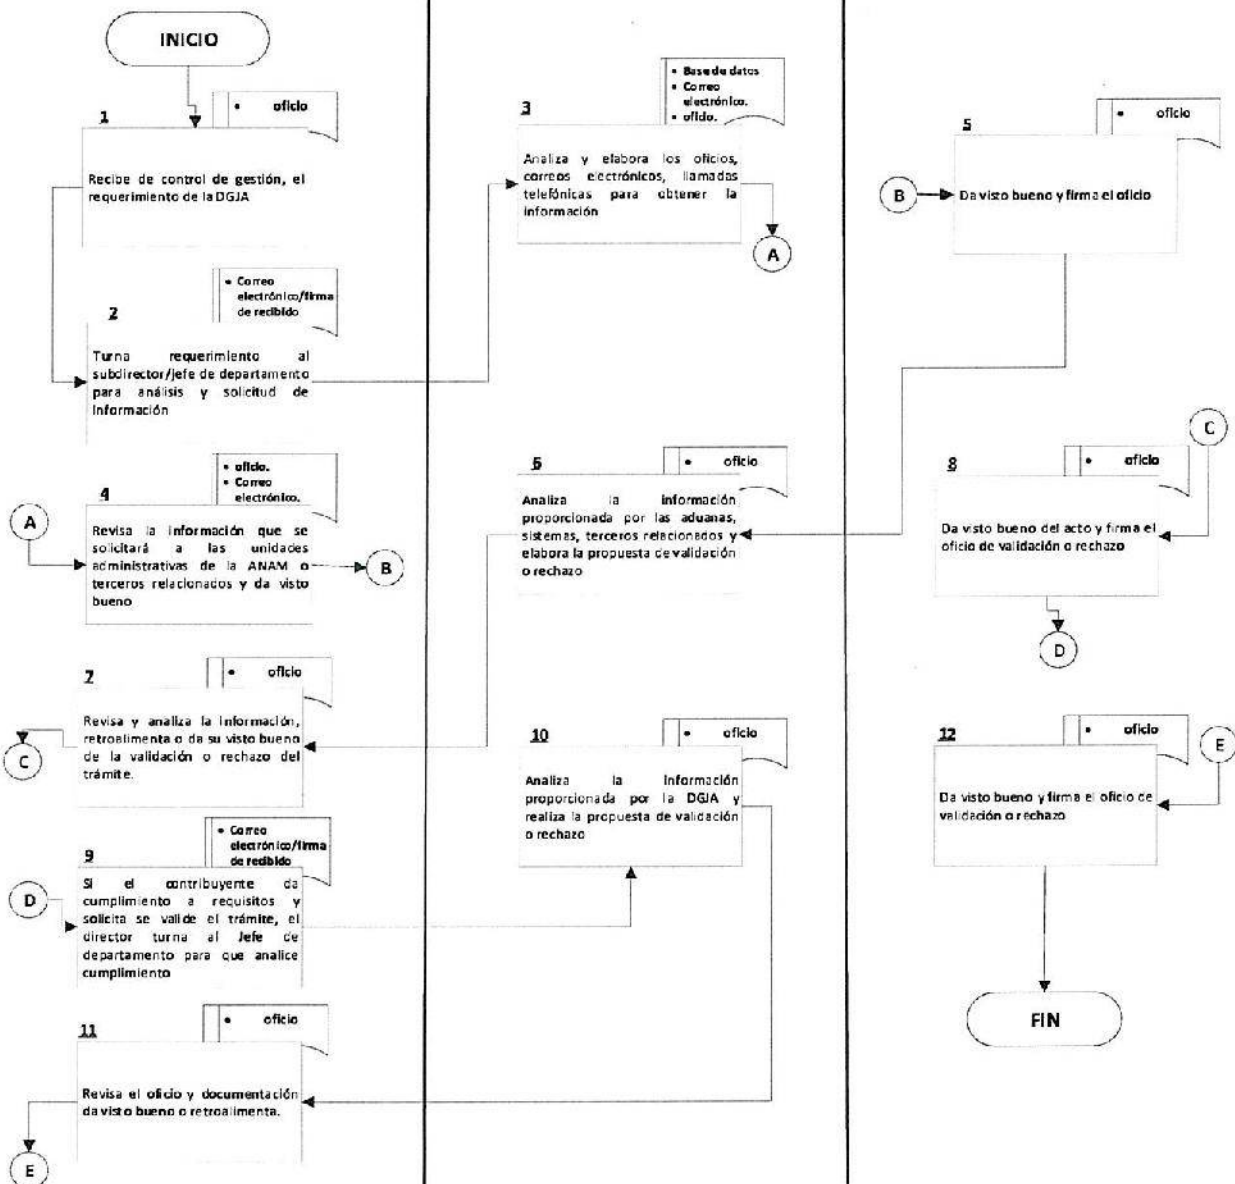 INICIO
1
• oficio
Recibe de control de gestión, el
requerimiento de la DGJA
2
• Correo
electrónico/firma
de recibido
Turna requerimiento al
subdirector/jefe de departamento
para análisis y solicitud de
información
4
• oficio.
• Correo
electrónico.
A
Revisa la información que se
solicitará a las unidades
administrativas de la ANAM o
terceros relacionados y da visto
bueno
B
7
• oficio
Revisa y analiza la información,
retroalimenta o da su visto bueno
de la validación o rechazo del
trámite.
C
9
• Correo
electrónico/firma
de recibido
D
Si el contribuyente da
cumplimiento a requisitos y
solicita se valide el trámite, el
director turna al Jefe de
departamento para que analice
cumplimiento
11
• oficio
Revisa el oficio y documentación
da visto bueno o retroalimenta.
E
3
• Base de datos
• Correo
electrónico.
• oficio.
Analiza y elabora los oficios,
correos electrónicos, llamadas
telefónicas para obtener la
información
A
6
• oficio
Analiza la información
proporcionada por las aduanas,
sistemas, terceros relacionados y
elabora la propuesta de validación
o rechazo
10
• oficio
Analiza la información
proporcionada por la DGJA y
realiza la propuesta de validación
o rechazo
5
• oficio
B
Da visto bueno y firma el oficio
C
8
• oficio
Da visto bueno del acto y firma el
oficio de validación o rechazo
D
12
• oficio
E
Da visto bueno y firma el oficio de
validación o rechazo
FIN